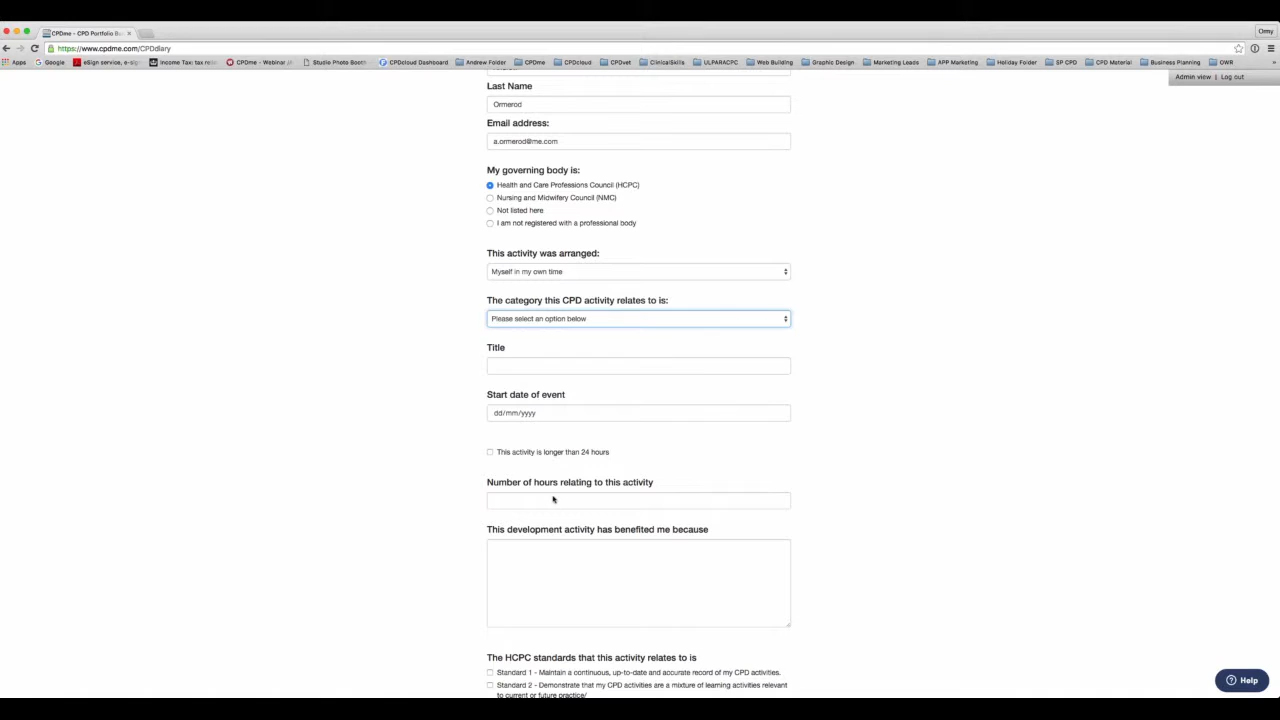 CPDme - CPD Portfolio Bu
Ormy
https://www.cpdme.com/CPDdiary
Apps Google eSign service, e-sig Income Tax: tax rel CPDme - Webinar Studio Photo Booth CPDcloud Dashboard Andrew Folder CPDme CPDcloud CPDvet ClinicalSkills ULPARACPC Web Building Graphic Design Marketing Leads APP Marketing Holiday Folder SP CPD CPD Material Business Planning OWR »
Admin view | Log out
Last Name
Ormerod
Email address:
a.ormerod@me.com
My governing body is:
Health and Care Professions Council (HCPC)
Nursing and Midwifery Council (NMC)
Not listed here
I am not registered with a professional body
This activity was arranged:
Myself in my own time
The category this CPD activity relates to is:
Please select an option below
Title
Start date of event
dd/mm/yyyy
This activity is longer than 24 hours
Number of hours relating to this activity
This development activity has benefited me because
The HCPC standards that this activity relates to is
Standard 1 - Maintain a continuous, up-to-date and accurate record of my CPD activities.
Standard 2 - Demonstrate that my CPD activities are a mixture of learning activities relevant
to current or future practice/
Help